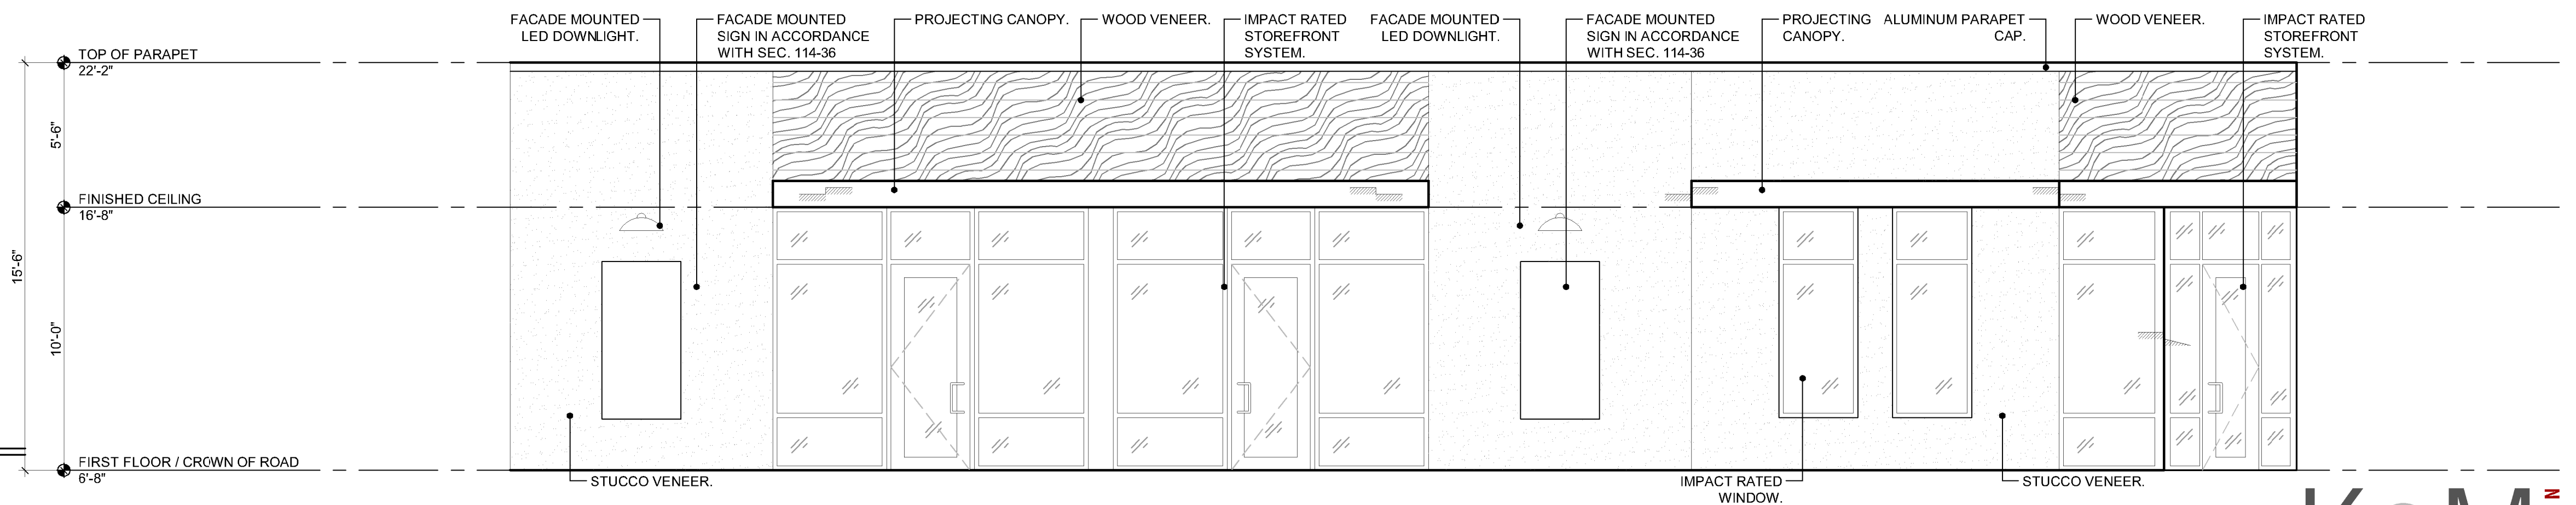 FACADE MOUNTED
LED DOWNLIGHT.
FACADE MOUNTED
SIGN IN ACCORDANCE
WITH SEC. 114-36
PROJECTING CANOPY.
WOOD VENEER.
IMPACT RATED
STOREFRONT
SYSTEM.
FACADE MOUNTED
LED DOWNLIGHT.
FACADE MOUNTED
SIGN IN ACCORDANCE
WITH SEC. 114-36
PROJECTING
CANOPY.
ALUMINUM PARAPET
CAP.
WOOD VENEER.
IMPACT RATED
STOREFRONT
SYSTEM.
TOP OF PARAPET
22'-2"
5'-6"
FINISHED CEILING
16'-8"
15'-6"
10'-0"
FIRST FLOOR / CROWN OF ROAD
6'-8"
STUCCO VENEER.
IMPACT RATED
WINDOW.
STUCCO VENEER.